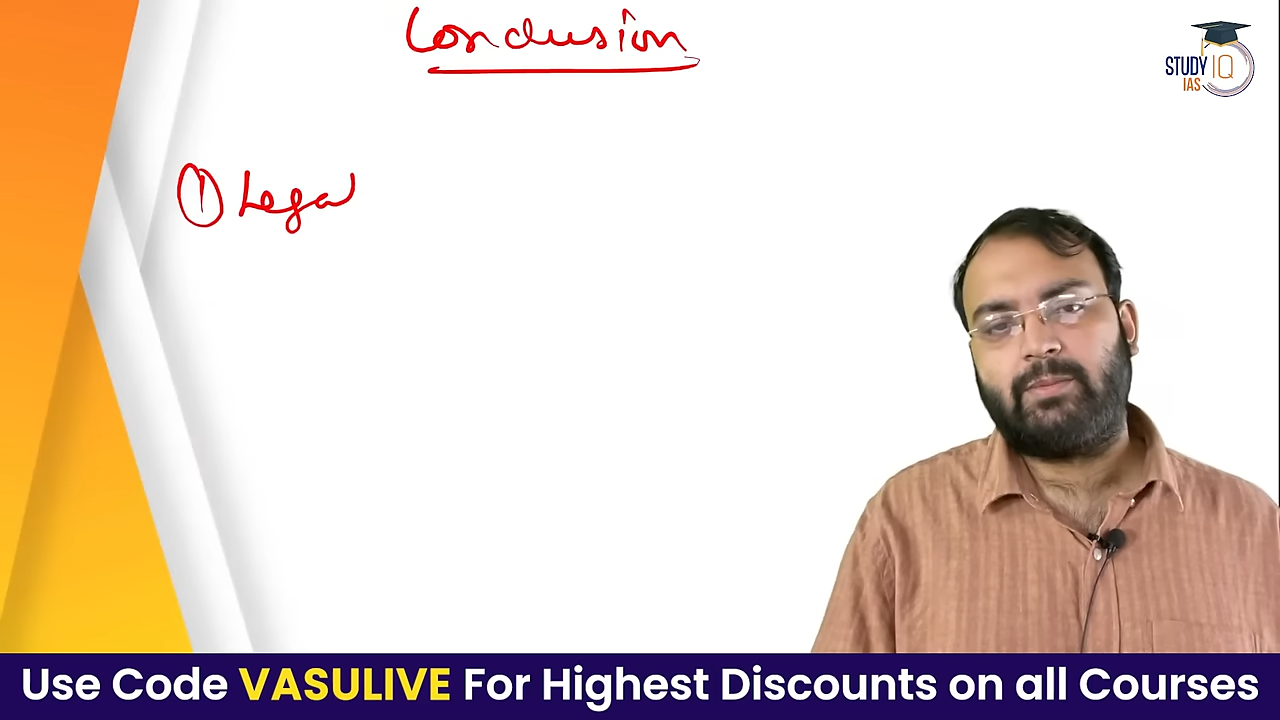 Conclusion
STUDY IQ
IAS
① Legal
Use Code VASULIVE For Highest Discounts on all Courses